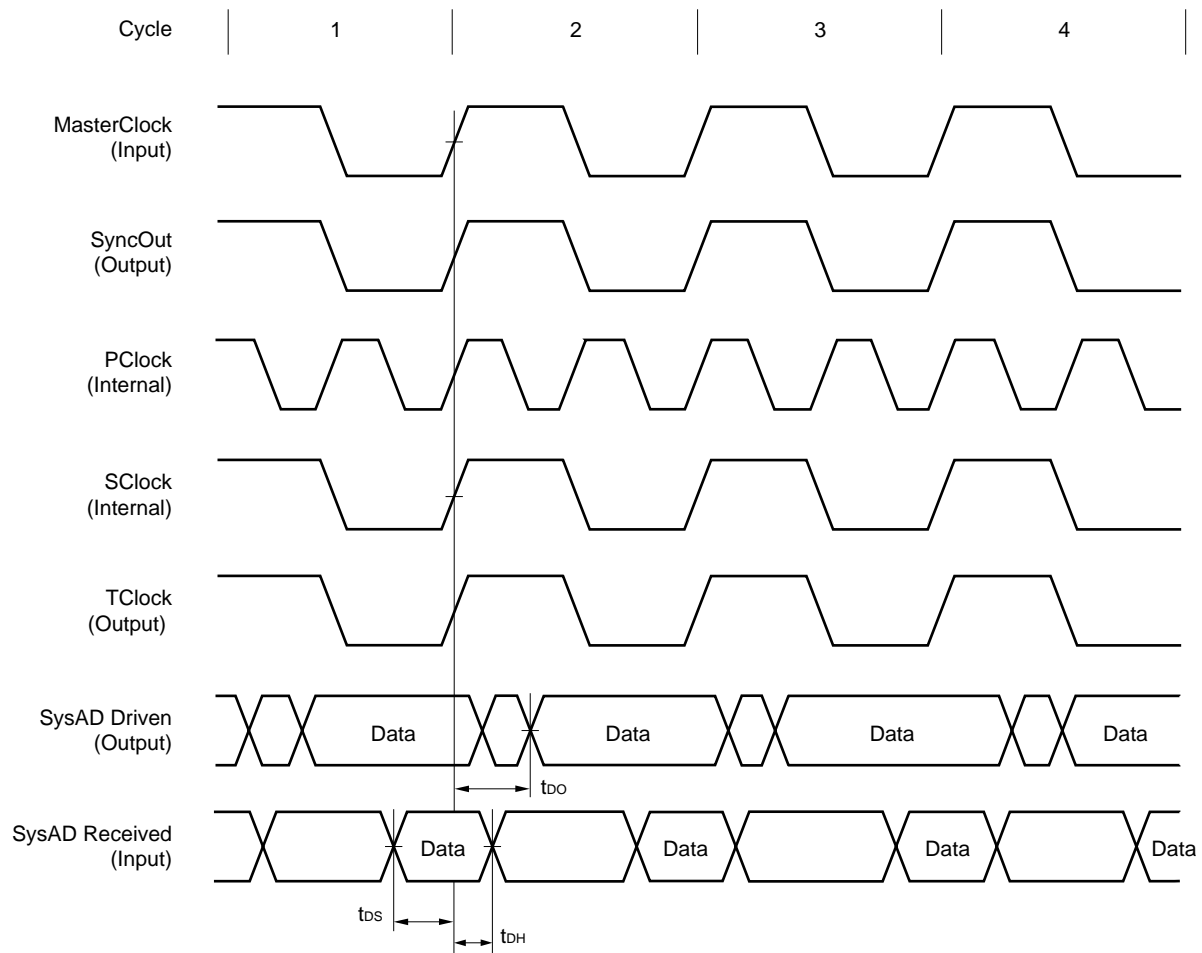 Cycle 1 2 3 4
MasterClock
(Input)
SyncOut
(Output)
PClock
(Internal)
SClock
(Internal)
TClock
(Output)
SysAD Driven
(Output)
Data Data Data Data
tDO
SysAD Received
(Input)
Data Data Data Data
tDS
tDH